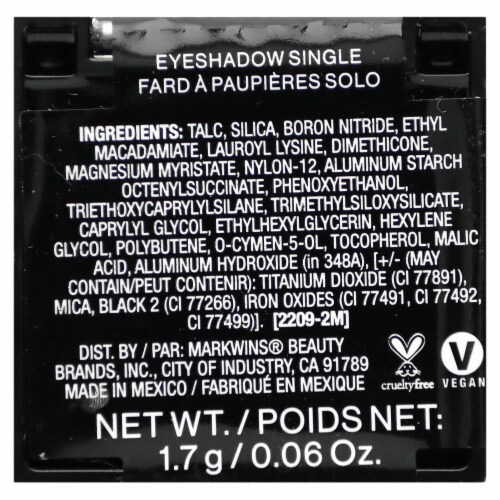 EYESHADOW SINGLE
FARD À PAUPIÈRES SOLO
INGREDIENTS: TALC, SILICA, BORON NITRIDE, ETHYL
MACADAMIATE, LAUROYL LYSINE, DIMETHICONE,
MAGNESIUM MYRISTATE, NYLON-12, ALUMINUM STARCH
OCTENYLSUCCINATE, PHENOXYETHANOL,
TRIETHOXYCAPRYLYLSILANE, TRIMETHYLSILOXYSILICATE,
CAPRYLYL GLYCOL, ETHYLHEXYLGLYCERIN, HEXYLENE
GLYCOL, POLYBUTENE, O-CYMEN-5-OL, TOCOPHEROL, MALIC
ACID, ALUMINUM HYDROXIDE (in 348A), [+/- (MAY
CONTAIN/PEUT CONTENIR): TITANIUM DIOXIDE (CI 77891),
MICA, BLACK 2 (CI 77266), IRON OXIDES (CI 77491, CI 77492,
CI 77499)]. [2209-2M]
DIST. BY / PAR: MARKWINS® BEAUTY
BRANDS, INC., CITY OF INDUSTRY, CA 91789
MADE IN MEXICO / FABRIQUÉ EN MEXIQUE
crueltyfree
V
VEGAN
NET WT. / POIDS NET:
1.7 g / 0.06 Oz.